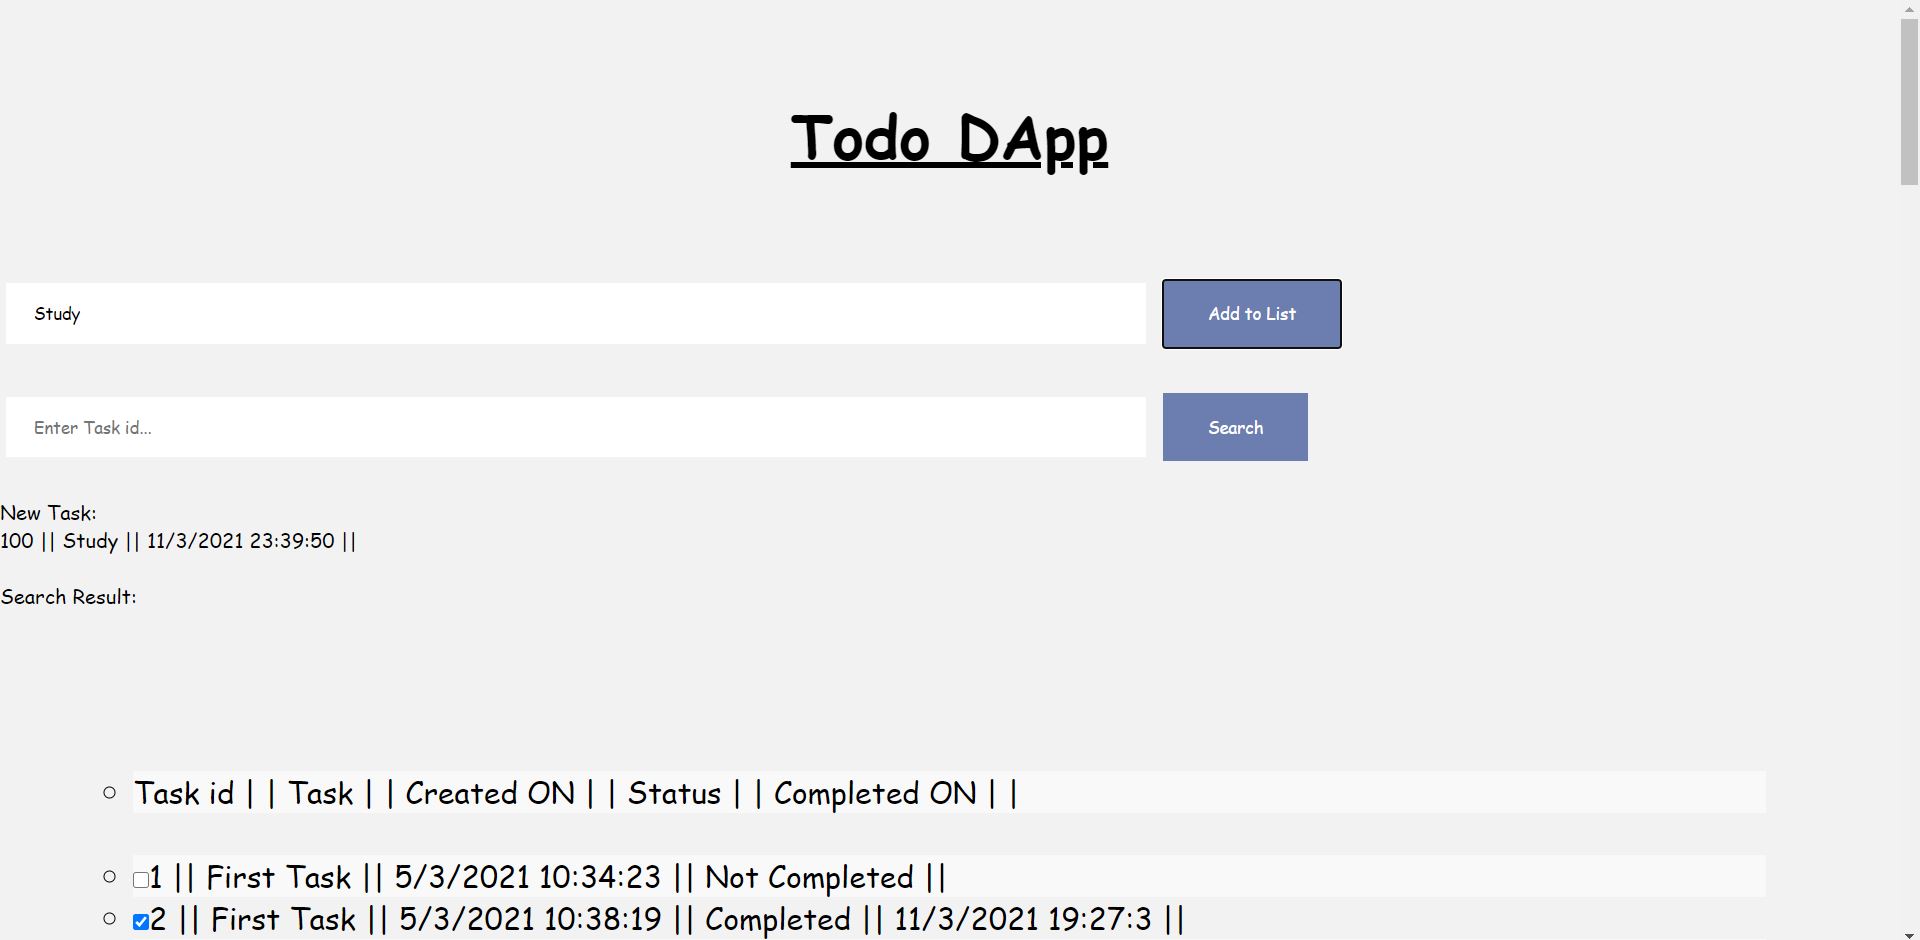 Todo DApp
Study
Add to List
Enter Task id...
Search
New Task:
100 || Study || 11/3/2021 23:39:50 ||
Search Result:
Task id | | Task | | Created ON | | Status | | Completed ON | |
1 || First Task || 5/3/2021 10:34:23 || Not Completed ||
2 || First Task || 5/3/2021 10:38:19 || Completed || 11/3/2021 19:27:3 ||